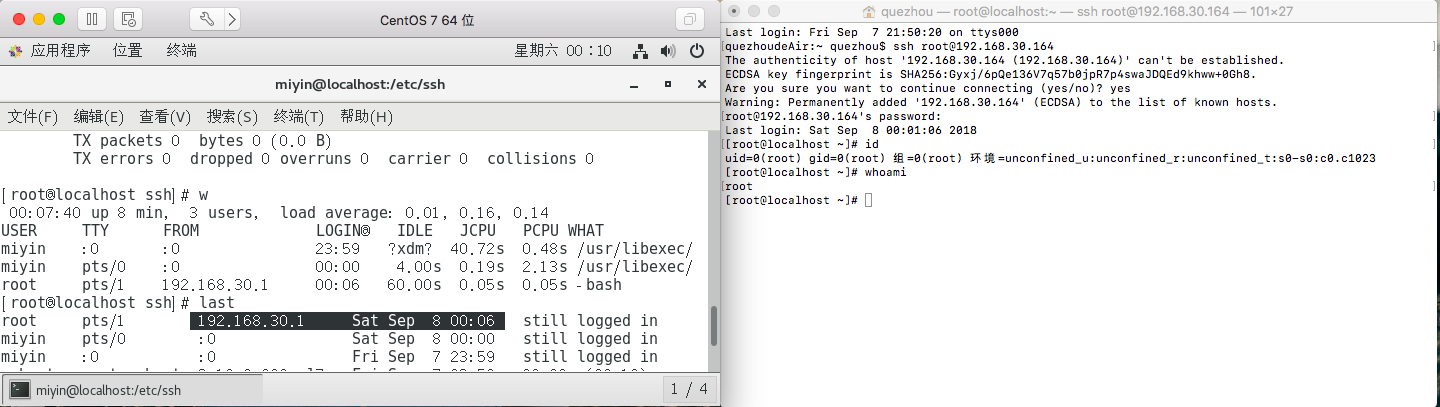 CentOS 7 64 位
应用程序 位置 终端 星期六 00：10
miyin@localhost:/etc/ssh
文件(F) 编辑(E) 查看(V) 搜索(S) 终端(T) 帮助(H)
TX packets 0 bytes 0 (0.0 B)
TX errors 0 dropped 0 overruns 0 carrier 0 collisions 0
[root@localhost ssh]# w
00:07:40 up 8 min, 3 users, load average: 0.01, 0.16, 0.14
USER TTY FROM LOGIN@ IDLE JCPU PCPU WHAT
miyin :0 :0 23:59 ?xdm? 40.72s 0.48s /usr/libexec/
miyin pts/0 :0 00:00 4.00s 0.19s 2.13s /usr/libexec/
root pts/1 192.168.30.1 00:06 60.00s 0.05s 0.05s -bash
[root@localhost ssh]# last
root pts/1 192.168.30.1 Sat Sep 8 00:06 still logged in
miyin pts/0 :0 Sat Sep 8 00:00 still logged in
miyin :0 :0 Fri Sep 7 23:59 still logged in
miyin@localhost:/etc/ssh 1 / 4
quezhou — root@localhost:~ — ssh root@192.168.30.164 — 101×27
Last login: Fri Sep 7 21:50:20 on ttys000
[quezhoudeAir:~ quezhou$ ssh root@192.168.30.164 ]
The authenticity of host '192.168.30.164 (192.168.30.164)' can't be established.
ECDSA key fingerprint is SHA256:Gyxj/6pQe136V7q57b0jpR7p4swaJDQEd9khww+0Gh8.
Are you sure you want to continue connecting (yes/no)? yes
Warning: Permanently added '192.168.30.164' (ECDSA) to the list of known hosts.
[root@192.168.30.164's password: ]
Last login: Sat Sep 8 00:01:06 2018
[[root@localhost ~]# id ]
uid=0(root) gid=0(root) 组=0(root) 环境=unconfined_u:unconfined_r:unconfined_t:s0-s0:c0.c1023
[[root@localhost ~]# whoami ]
root
[root@localhost ~]#